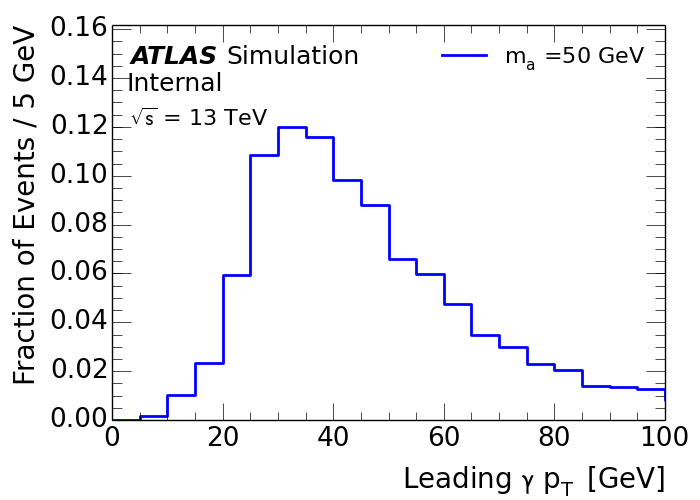 0.16
0.14
0.12
0.10
0.08
0.06
0.04
0.02
0.00
Fraction of Events / 5 GeV
ATLAS Simulation
Internal
√s = 13 TeV
mₐ =50 GeV
0 20 40 60 80 100
Leading γ p_T [GeV]